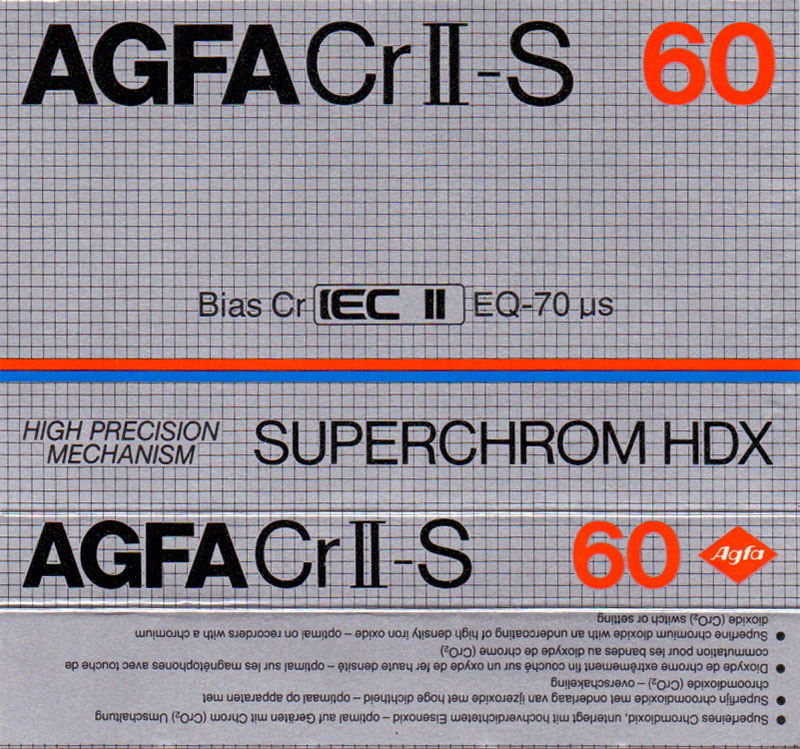 AGFA Cr II-S 60
Bias Cr IEC II EQ-70 µs
HIGH PRECISION
MECHANISM
SUPERCHROM HDX
AGFA Cr II-S 60 Agfa
● Superfeines Chromdioxid, unterlegt mit hochverdichtetem Eisenoxid – optimal auf Geräten mit Chrom (CrO₂) Umschaltung
● Superfijn chroomdioxide met onderlaag van ijzeroxide met hoge dichtheid – optimaal op apparaten met
chroomdioxide (CrO₂) – overschakeling
● Dioxyde de chrome extrêmement fin couché sur un oxyde de fer haute densité – optimal sur les magnétophones avec touche de
commutation pour les bandes au dioxyde de chrome (CrO₂)
● Superfine chromium dioxide with an undercoating of high density iron oxide – optimal on recorders with a chromium
dioxide (CrO₂) switch or setting